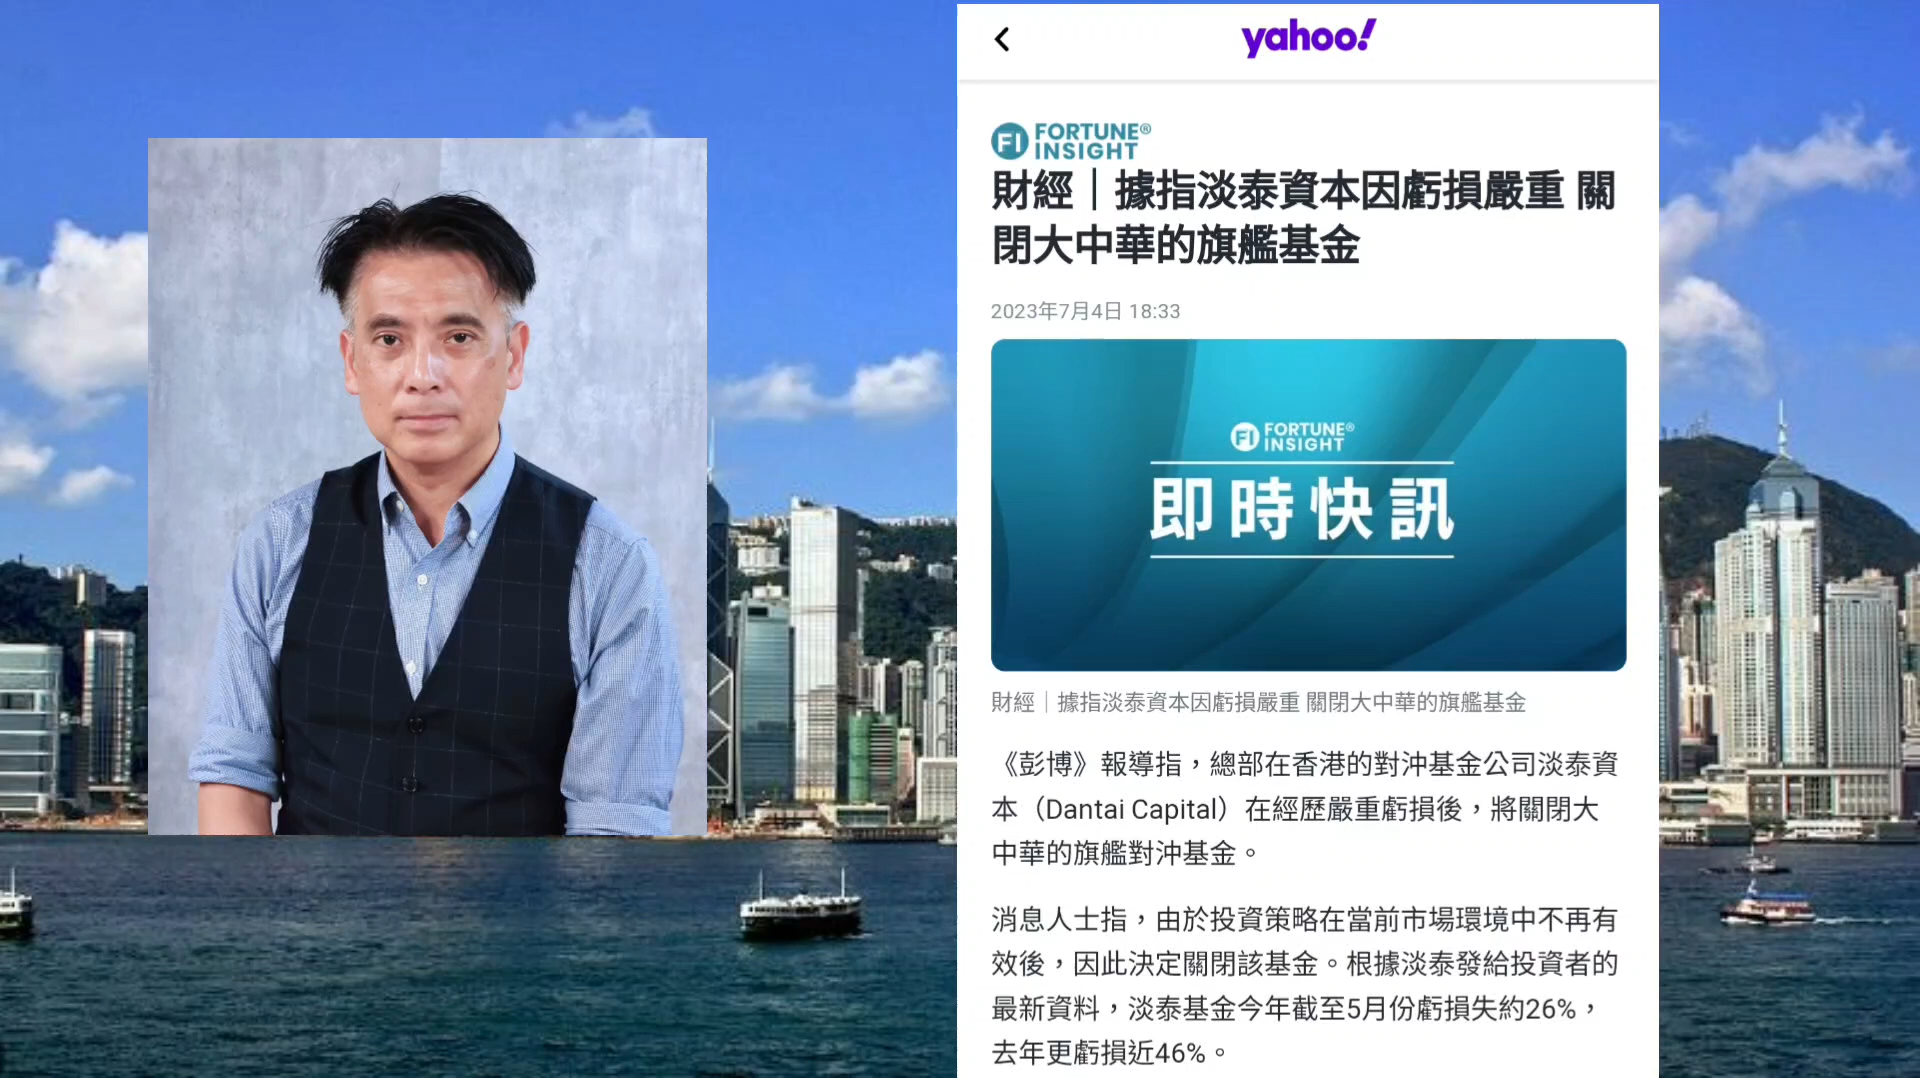 yahoo!
FI FORTUNE®
INSIGHT
財經｜據指淡泰資本因虧損嚴重 關
閉大中華的旗艦基金
2023年7月4日 18:33
FI FORTUNE®
INSIGHT
即時快訊
財經｜據指淡泰資本因虧損嚴重 關閉大中華的旗艦基金
《彭博》報導指，總部在香港的對沖基金公司淡泰資
本（Dantai Capital）在經歷嚴重虧損後，將關閉大
中華的旗艦對沖基金。
消息人士指，由於投資策略在當前市場環境中不再有
效後，因此決定關閉該基金。根據淡泰發給投資者的
最新資料，淡泰基金今年截至5月份虧損失約26%，
去年更虧損近46%。